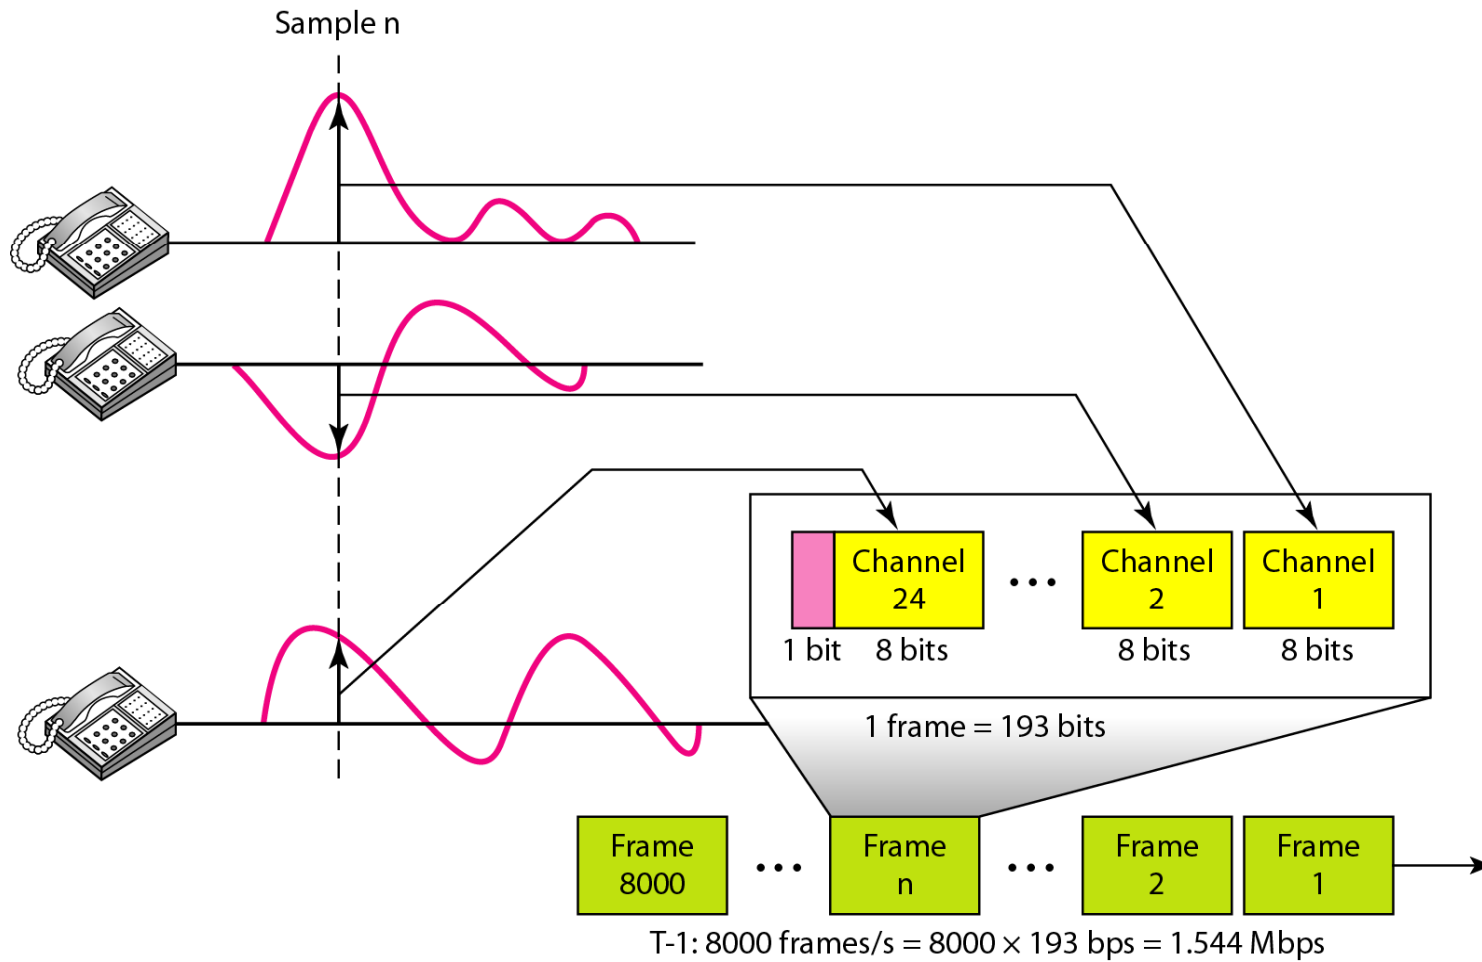 Sample n
Channel
24
...
Channel
2
Channel
1
1 bit
8 bits
8 bits
8 bits
1 frame = 193 bits
Frame
8000
...
Frame
n
...
Frame
2
Frame
1
T-1: 8000 frames/s = 8000 × 193 bps = 1.544 Mbps